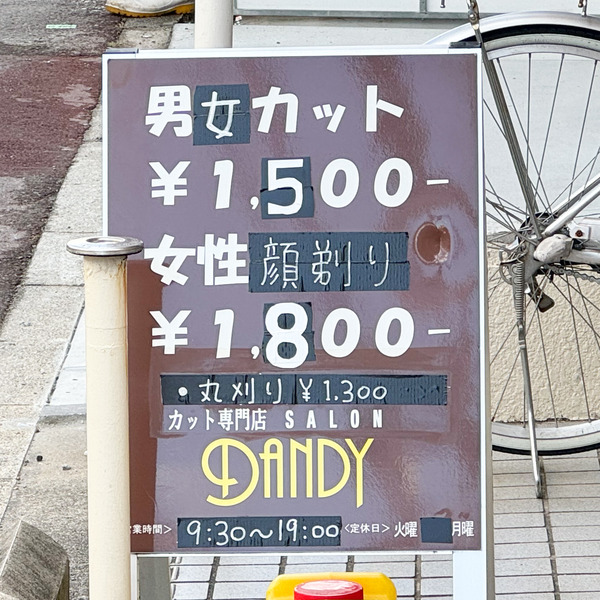 男女カット
¥1,500-
女性顔剃り
¥1,800-
•丸刈り ¥1.300
カット専門店 SALON
DANDY
業時間> 9:30〜19:00 <定休日> 火曜 月曜